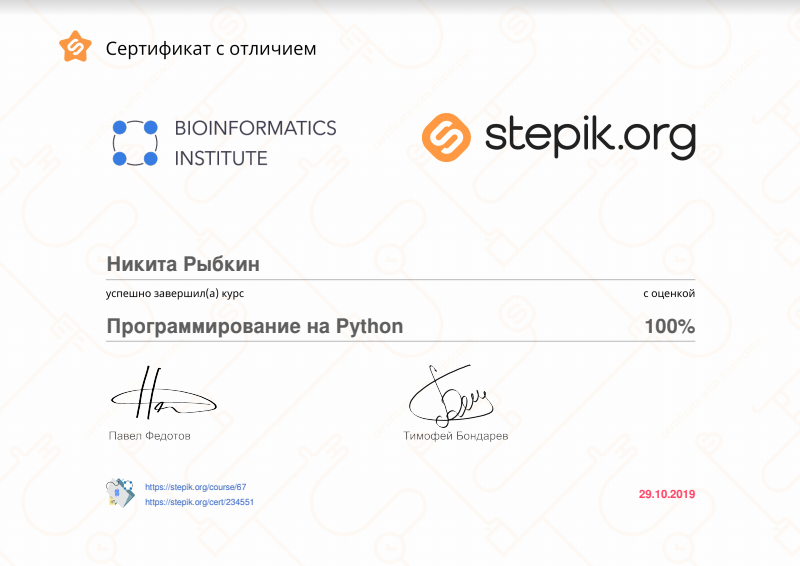 Сертификат с отличием
BIOINFORMATICS
INSTITUTE
stepik.org
Никита Рыбкин
успешно завершил(а) курс
с оценкой
Программирование на Python
100%
Павел Федотов
Тимофей Бондарев
https://stepik.org/course/67
https://stepik.org/cert/234551
29.10.2019